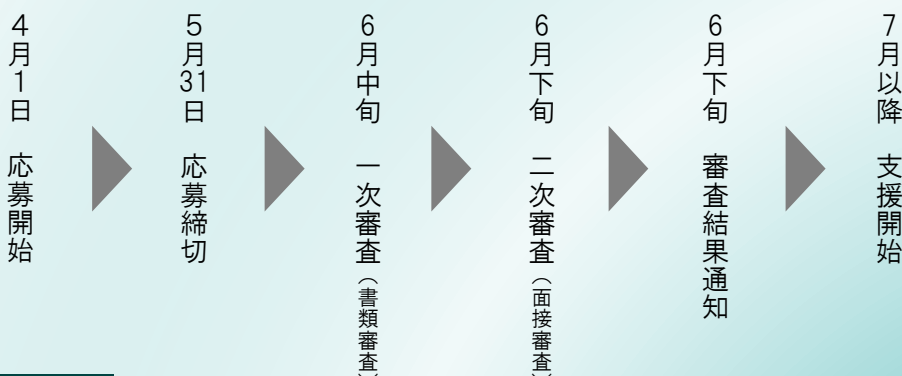 4月1日　応募開始
5月31日　応募締切
6月中旬　一次審査（書類審査）
6月下旬　二次審査（面接審査）
6月下旬　審査結果通知
7月以降　支援開始